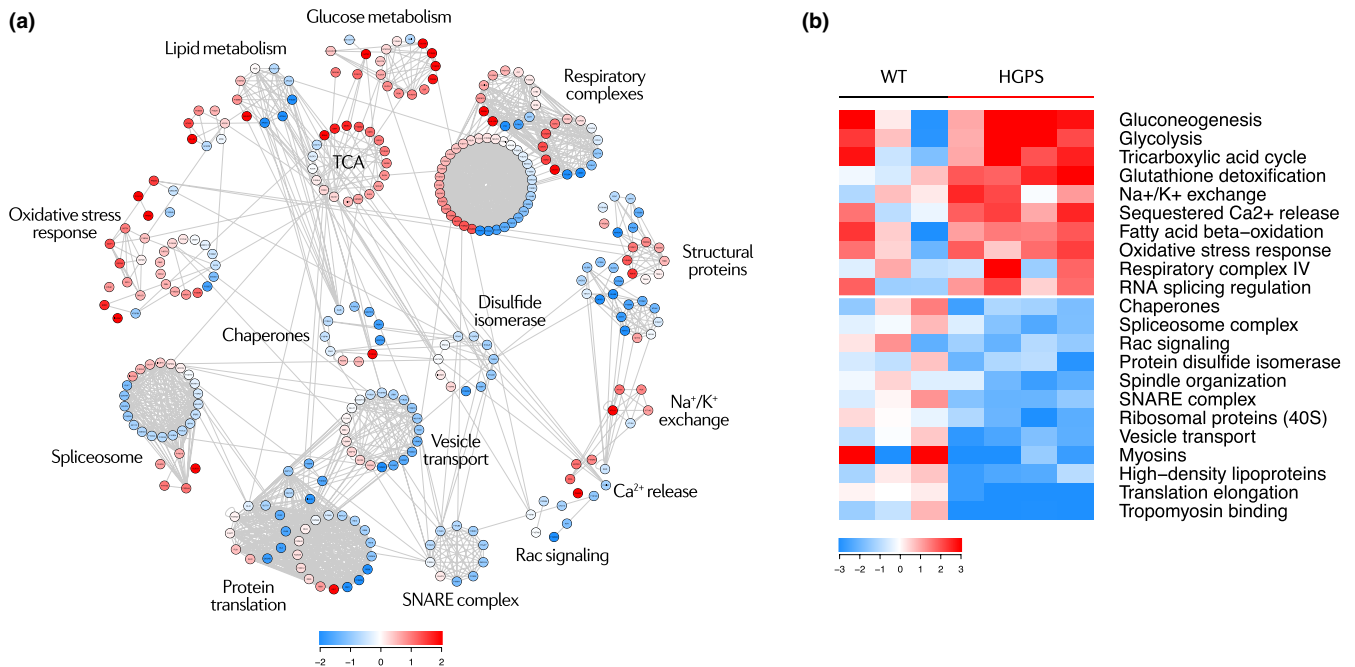 (a)
Glucose metabolism
Lipid metabolism
Respiratory
complexes
TCA
Oxidative stress
response
Structural
proteins
Disulfide
isomerase
Chaperones
Na+/K+
exchange
Vesicle
transport
Spliceosome
Ca2+ release
Rac signaling
Protein
translation
SNARE complex
−2 −1 0 1 2
(b)
WT HGPS
Gluconeogenesis
Glycolysis
Tricarboxylic acid cycle
Glutathione detoxification
Na+/K+ exchange
Sequestered Ca2+ release
Fatty acid beta−oxidation
Oxidative stress response
Respiratory complex IV
RNA splicing regulation
Chaperones
Spliceosome complex
Rac signaling
Protein disulfide isomerase
Spindle organization
SNARE complex
Ribosomal proteins (40S)
Vesicle transport
Myosins
High−density lipoproteins
Translation elongation
Tropomyosin binding
−3 −2 −1 0 1 2 3